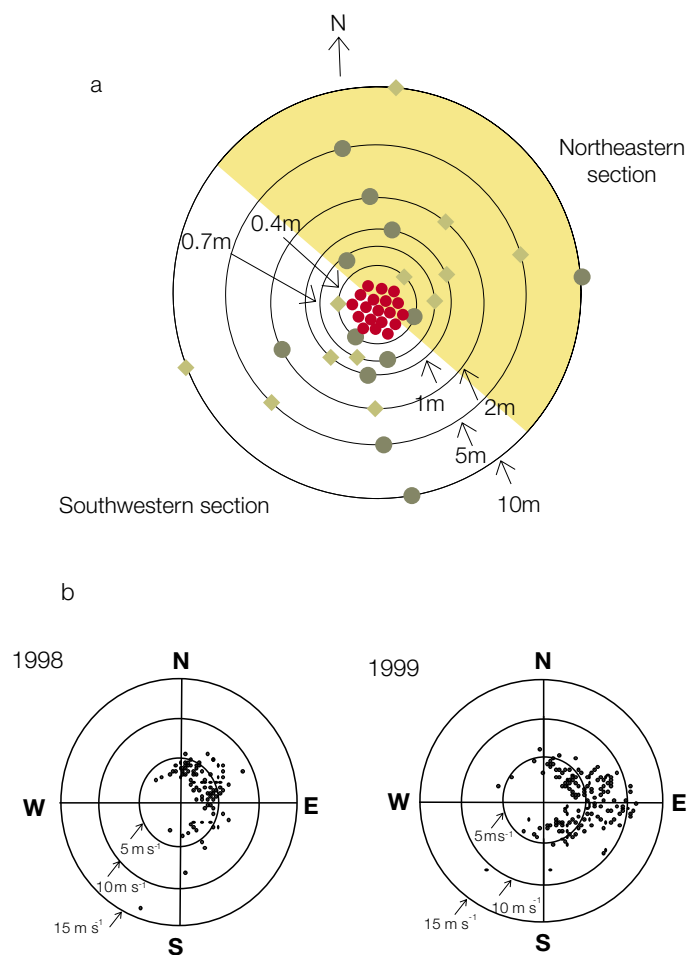 N
a
Northeastern
section
0.4m
0.7m
1m
2m
5m
10m
Southwestern section
b
1998
N
W
E
S
5 m s-1
10m s-1
15 m s-1
1999
N
W
E
S
5ms-1
10 m s-1
15 m s-1